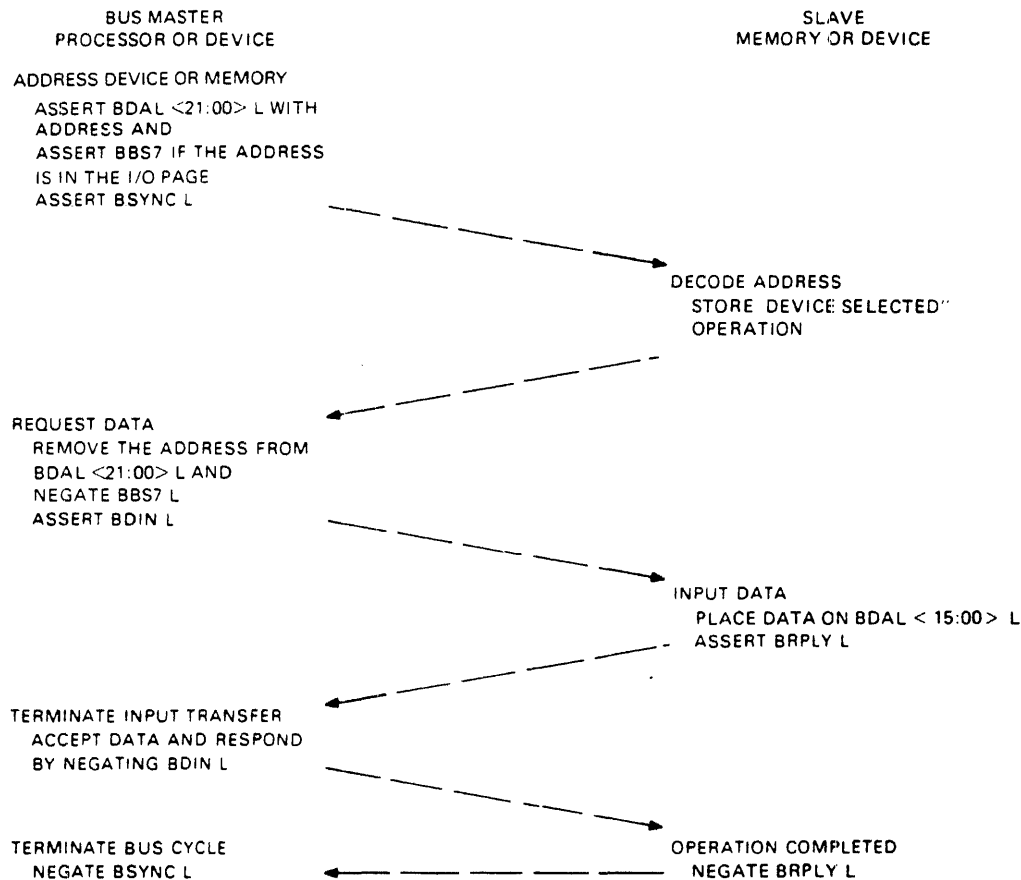 BUS MASTER
PROCESSOR OR DEVICE
SLAVE
MEMORY OR DEVICE
ADDRESS DEVICE OR MEMORY
ASSERT BDAL <21:00> L WITH
ADDRESS AND
ASSERT BBS7 IF THE ADDRESS
IS IN THE I/O PAGE
ASSERT BSYNC L
DECODE ADDRESS
STORE DEVICE SELECTED"
OPERATION
REQUEST DATA
REMOVE THE ADDRESS FROM
BDAL <21:00> L AND
NEGATE BBS7 L
ASSERT BDIN L
INPUT DATA
PLACE DATA ON BDAL < 15:00 > L
ASSERT BRPLY L
TERMINATE INPUT TRANSFER
ACCEPT DATA AND RESPOND
BY NEGATING BDIN L
OPERATION COMPLETED
NEGATE BRPLY L
TERMINATE BUS CYCLE
NEGATE BSYNC L